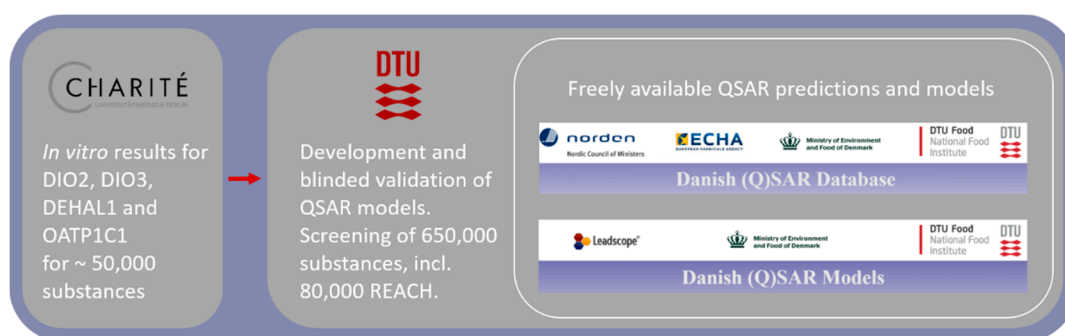 CHARITÉ
UNIVERSITÄTSMEDIZIN BERLIN
In vitro results for
DIO2, DIO3,
DEHAL1 and
OATP1C1
for ~ 50,000
substances
DTU
Development and
blinded validation of
QSAR models.
Screening of 650,000
substances, incl.
80,000 REACH.
Freely available QSAR predictions and models
norden
Nordic Council of Ministers
ECHA
EUROPEAN CHEMICALS AGENCY
Ministry of Environment
and Food of Denmark
DTU Food
National Food
Institute
DTU
Danish (Q)SAR Database
Leadscope®
Ministry of Environment
and Food of Denmark
DTU Food
National Food
Institute
DTU
Danish (Q)SAR Models